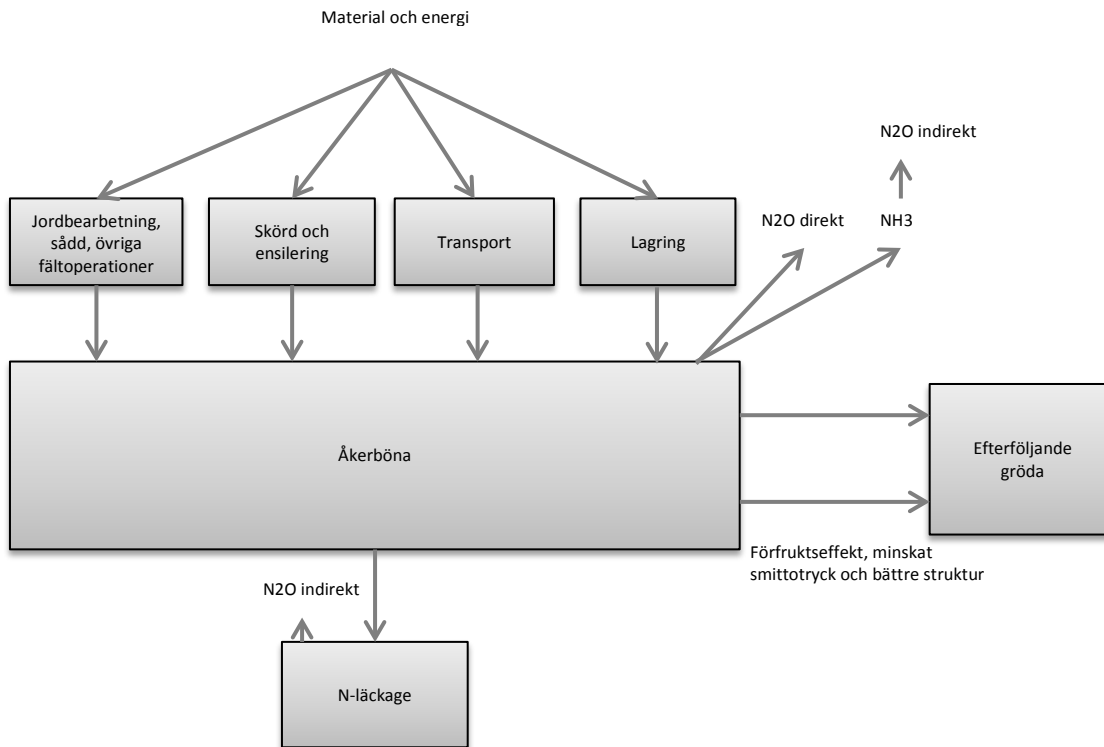 Material och energi
N2O indirekt
N2O direkt
NH3
Jordbearbetning,
sådd, övriga
fältoperationer
Skörd och
ensilering
Transport
Lagring
Åkerböna
Efterföljande
gröda
Förfruktseffekt, minskat
smittotryck och bättre struktur
N2O indirekt
N-läckage